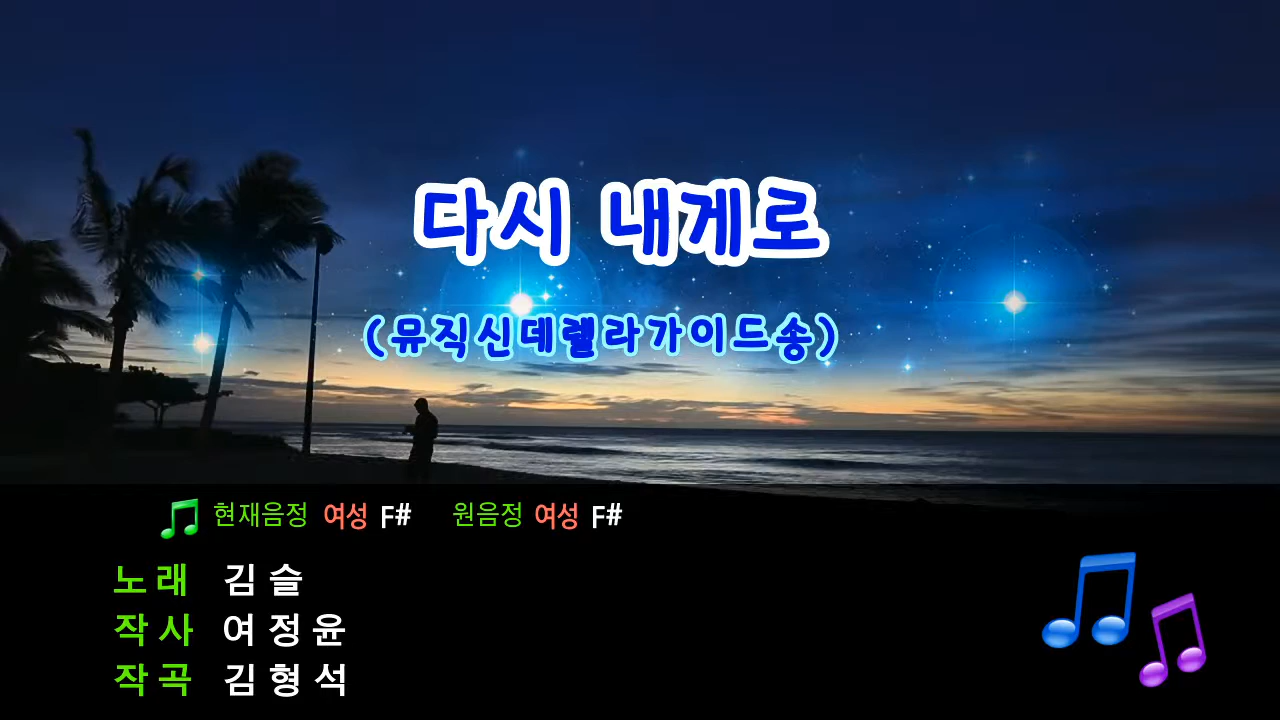 다시 내게로
(뮤직신데렐라가이드송)
현재음정 여성 F# 원음정 여성 F#
노래 김슬
작사 여정윤
작곡 김형석